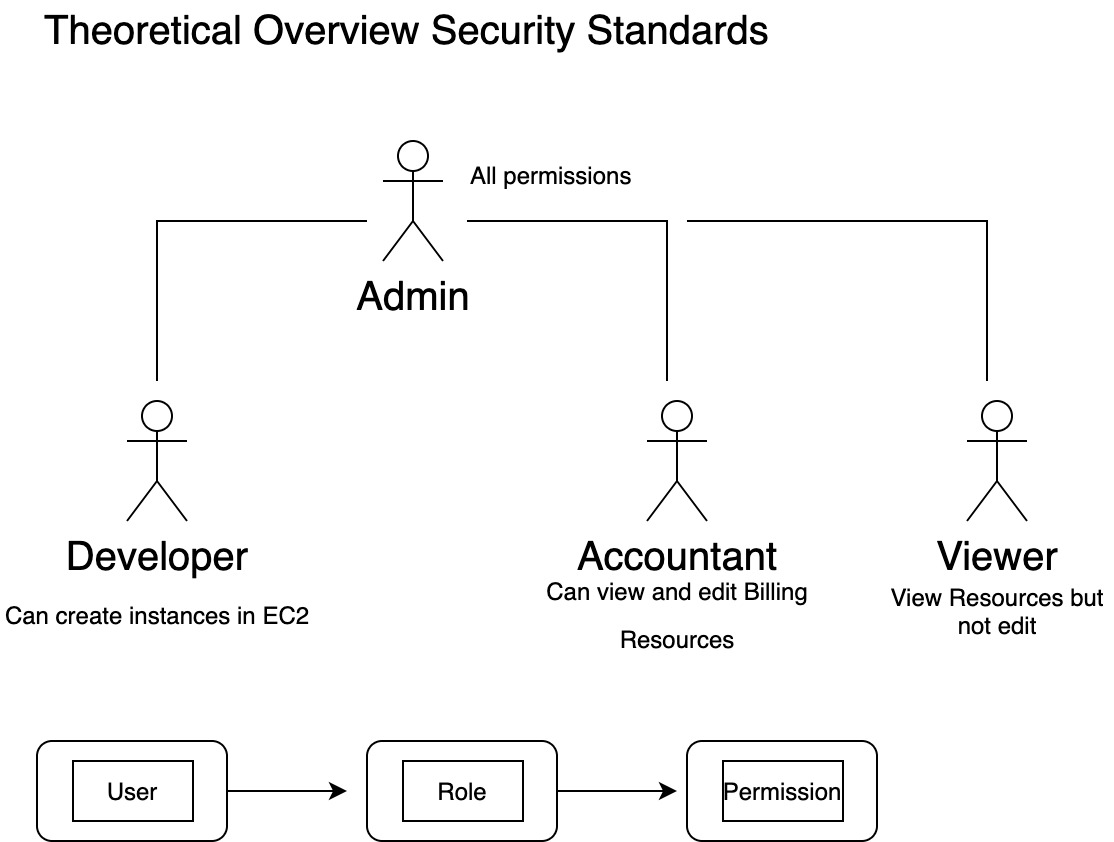 Theoretical Overview Security Standards
All permissions
Admin
Developer
Can create instances in EC2
Accountant
Can view and edit Billing
Resources
Viewer
View Resources but
not edit
User
Role
Permission